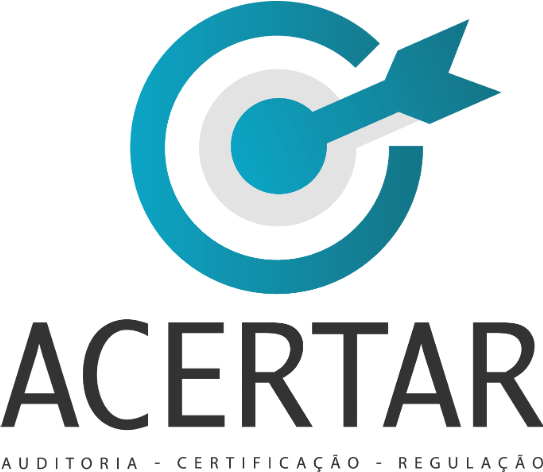 ACERTAR
AUDITORIA - CERTIFICAÇÃO - REGULAÇÃO